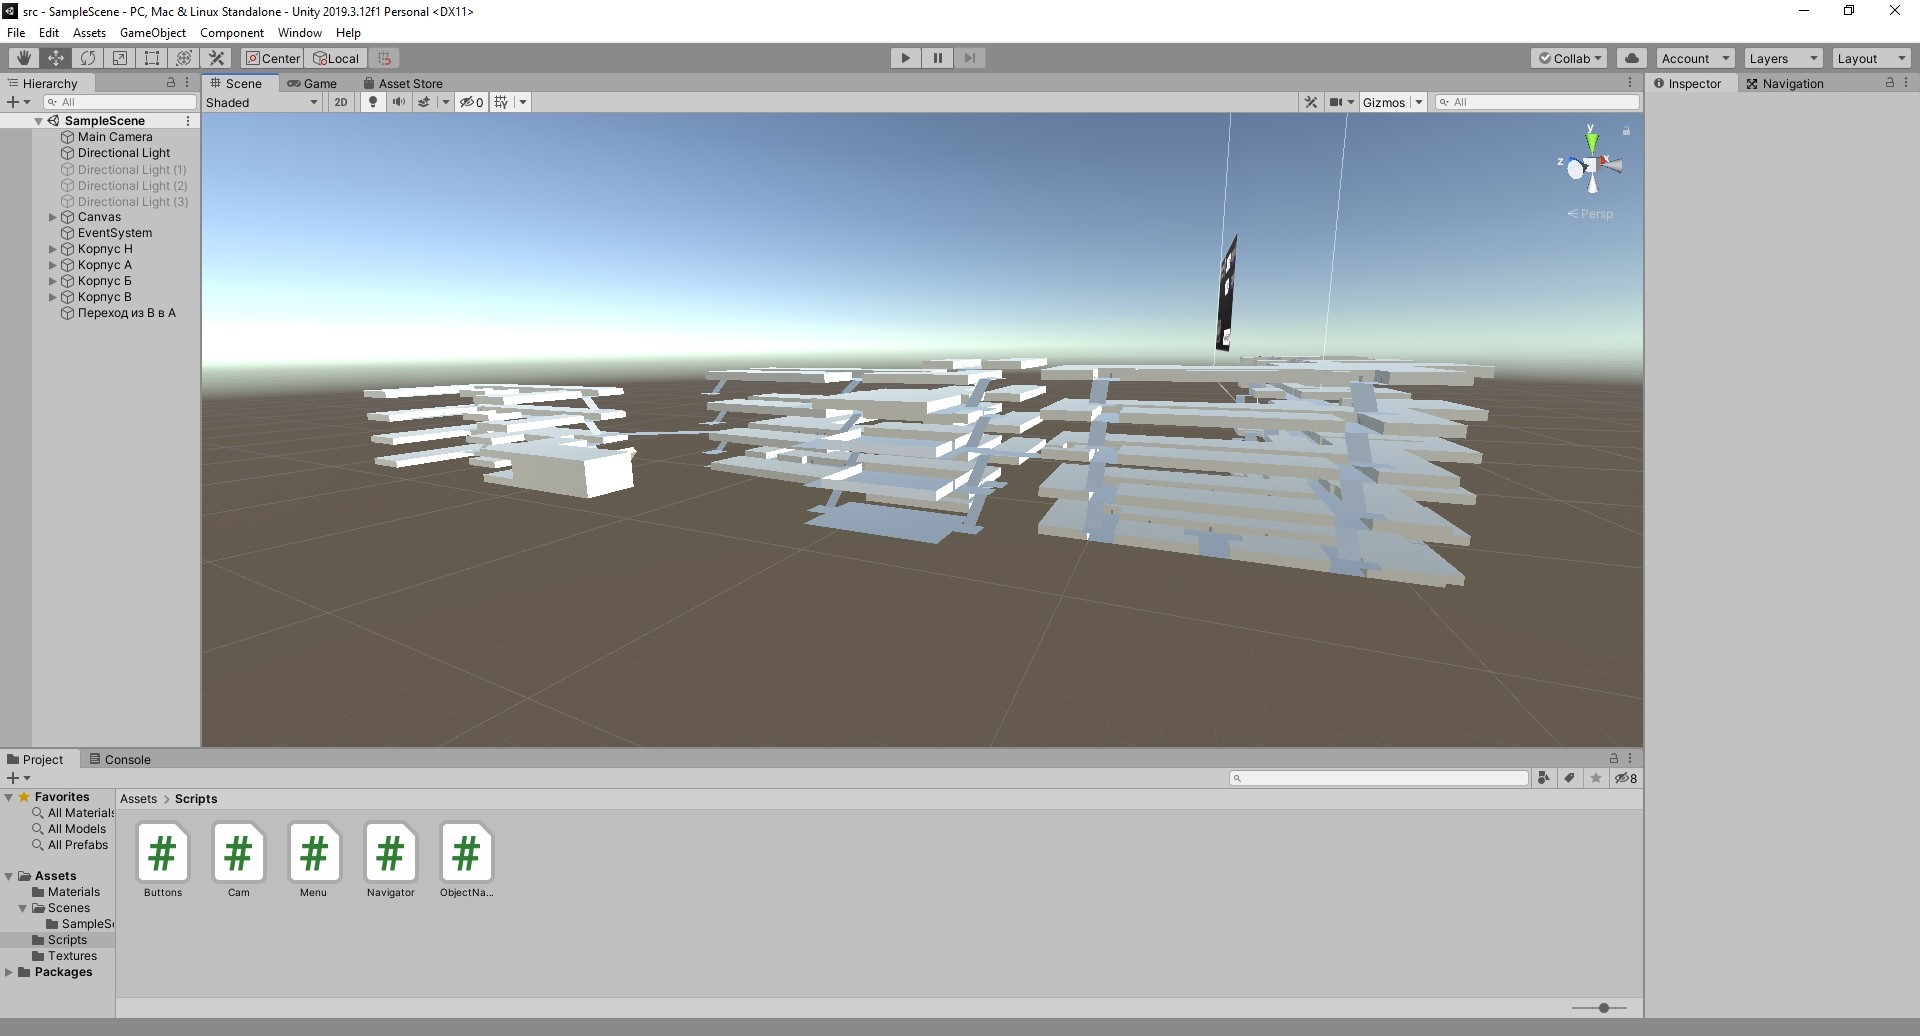 src - SampleScene - PC, Mac & Linux Standalone - Unity 2019.3.12f1 Personal <DX11>
File Edit Assets GameObject Component Window Help
Center Local Collab Account Layers Layout
Hierarchy
All
SampleScene
Main Camera
Directional Light
Directional Light (1)
Directional Light (2)
Directional Light (3)
Canvas
EventSystem
Корпус Н
Корпус А
Корпус Б
Корпус В
Переход из В в А
Scene Game Asset Store
Shaded 2D 0 Gizmos All
y
z x
Persp
Inspector Navigation
Project Console
8
Favorites
All Materials
All Models
All Prefabs
Assets
Materials
Scenes
SampleSc
Scripts
Textures
Packages
Assets > Scripts
Buttons Cam Menu Navigator ObjectNa...